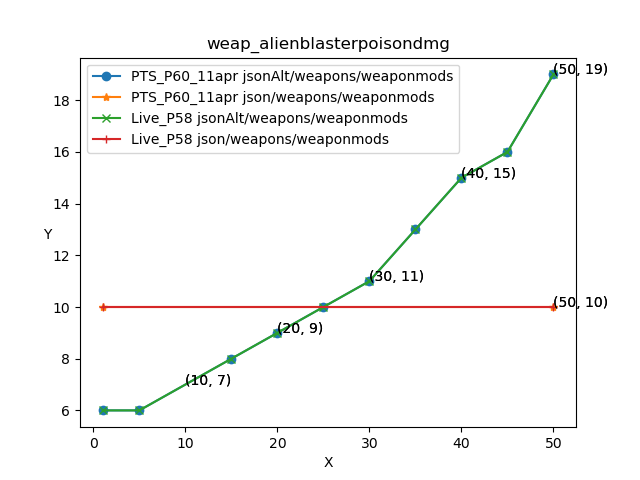 weap_alienblasterpoisondmg
PTS_P60_11apr jsonAlt/weapons/weaponmods
PTS_P60_11apr json/weapons/weaponmods
Live_P58 jsonAlt/weapons/weaponmods
Live_P58 json/weapons/weaponmods
(50, 19)
(40, 15)
(30, 11)
(50, 10)
(20, 9)
(10, 7)
Y
18
16
14
12
10
8
6
0 10 20 30 40 50
X